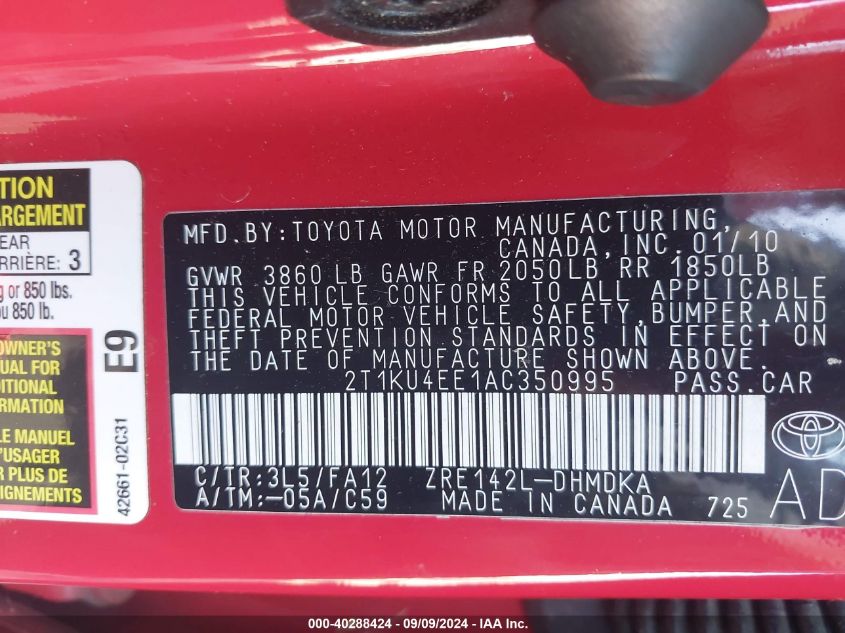 TION
ARGEMENT
EAR
ARRIÈRE: 3
g or 850 lbs.
u 850 lb.
OWNER'S
UAL FOR
ITIONAL
RMATION
LE MANUEL
'USAGER
R PLUS DE
IGNEMENTS
E9
42661-02C31
MFD. BY: TOYOTA MOTOR MANUFACTURING,
CANADA, INC. 01/10
GVWR 3860 LB GAWR FR 2050LB RR 1850LB
THIS VEHICLE CONFORMS TO ALL APPLICABLE
FEDERAL MOTOR VEHICLE SAFETY, BUMPER, AND
THEFT PREVENTION STANDARDS IN EFFECT ON
THE DATE OF MANUFACTURE SHOWN ABOVE.
2T1KU4EE1AC350995 PASS. CAR
C/TR: 3L5/FA12 ZRE142L-DHMDKA
A/TM: -05A/C59 MADE IN CANADA 725
AD
000-40288424 - 09/09/2024 - IAA Inc.